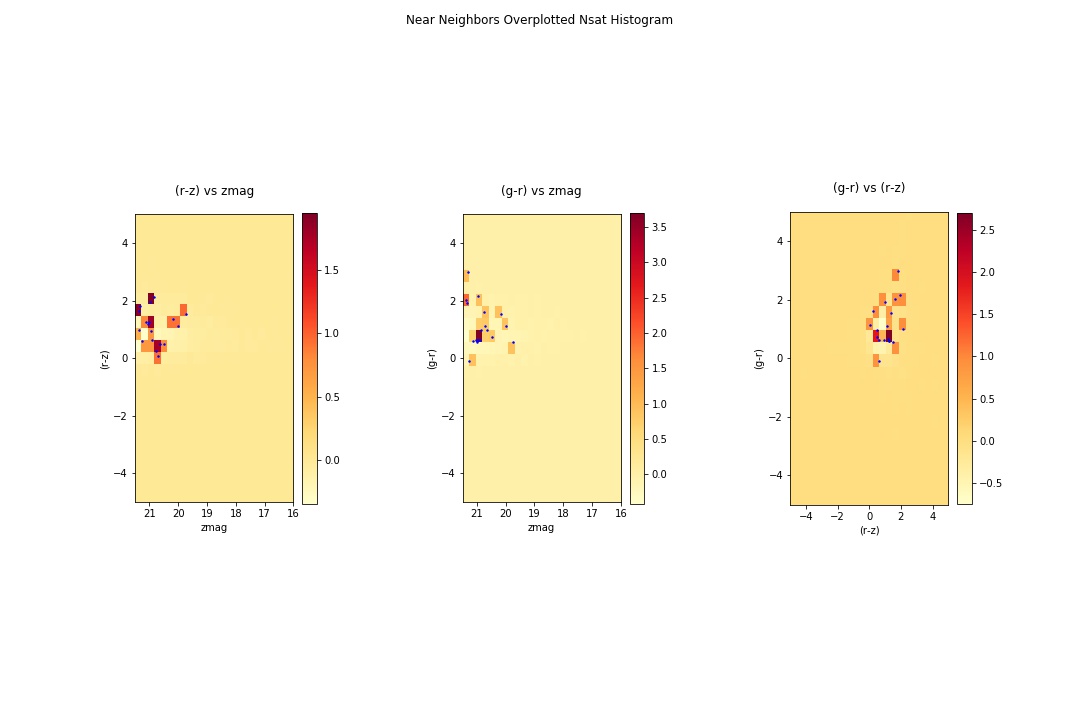 Near Neighbors Overplotted Nsat Histogram
(r-z) vs zmag
4
2
0
−2
−4
(r-z)
21 20 19 18 17 16
zmag
1.5
1.0
0.5
0.0
(g-r) vs zmag
4
2
0
−2
−4
(g-r)
21 20 19 18 17 16
zmag
3.5
3.0
2.5
2.0
1.5
1.0
0.5
0.0
(g-r) vs (r-z)
4
2
0
−2
−4
(g-r)
−4 −2 0 2 4
(r-z)
2.5
2.0
1.5
1.0
0.5
0.0
−0.5